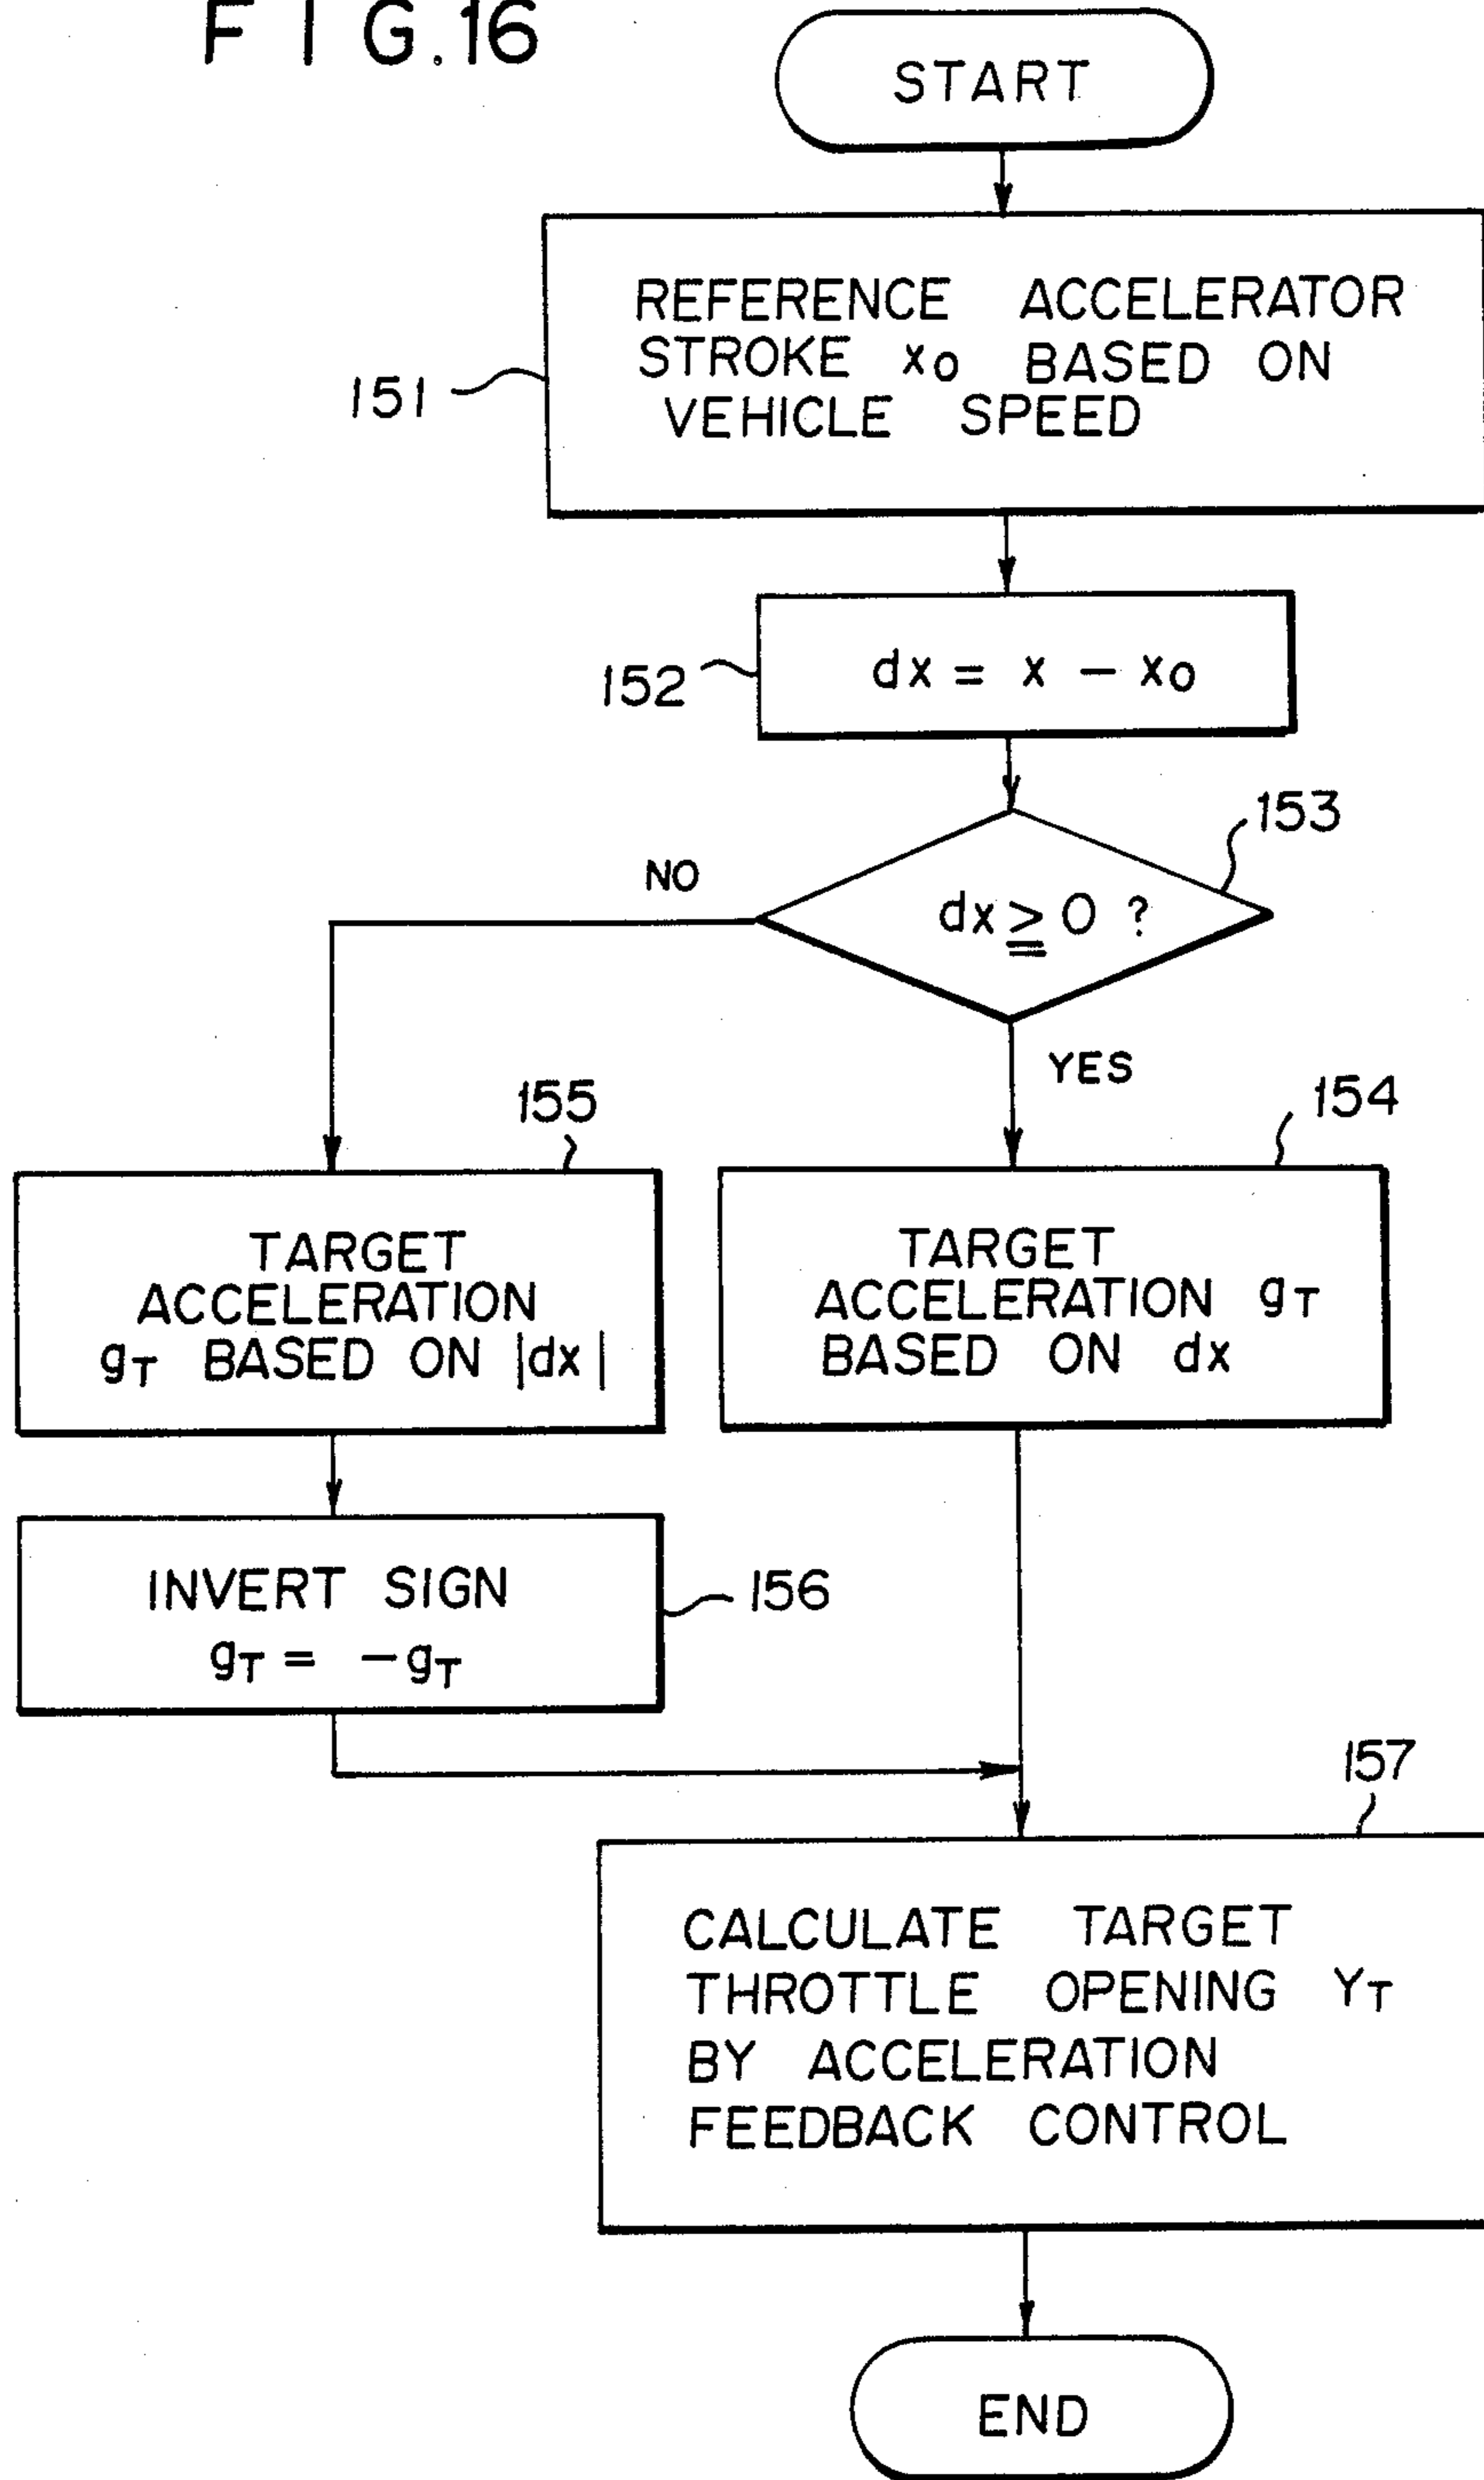 FIG.16
START
REFERENCE ACCELERATOR
STROKE x₀ BASED ON
VEHICLE SPEED
151
dx = x − x₀
152
153
NO
dx ≧ 0 ?
YES
155
154
TARGET
ACCELERATION
gT BASED ON |dx|
TARGET
ACCELERATION gT
BASED ON dx
INVERT SIGN
gT = −gT
156
157
CALCULATE TARGET
THROTTLE OPENING YT
BY ACCELERATION
FEEDBACK CONTROL
END